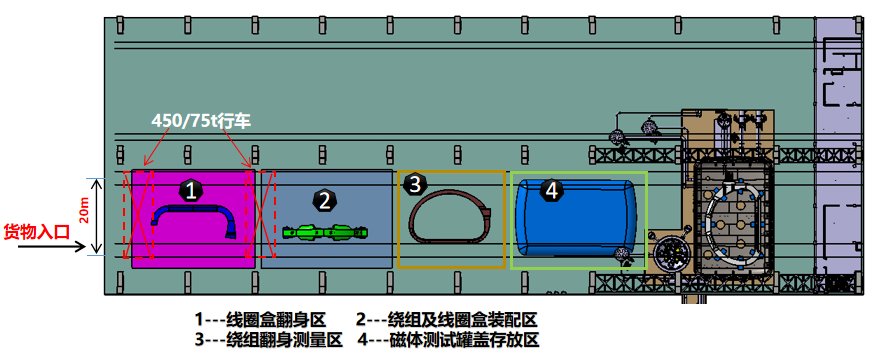 450/75t行车
1
2
3
4
20m
货物入口
1---线圈盒翻身区 2---绕组及线圈盒装配区
3---绕组翻身测量区 4---磁体测试罐盖存放区